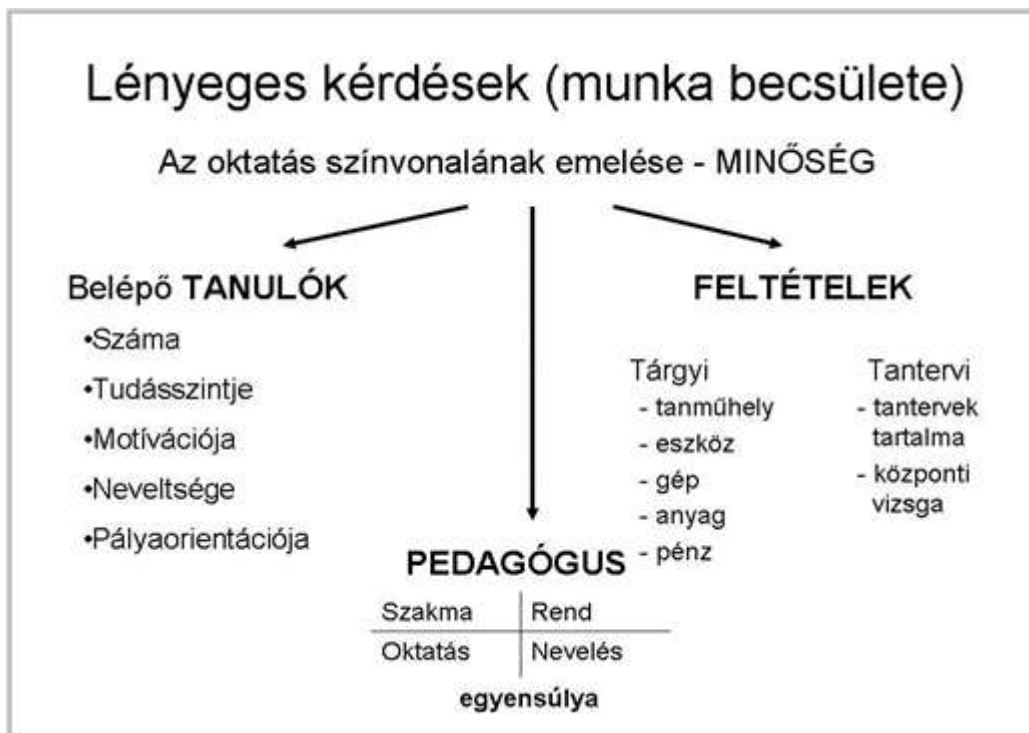 Lényeges kérdések (munka becsülete)
Az oktatás színvonalának emelése - MINŐSÉG
Belépő TANULÓK
•Száma
•Tudásszintje
•Motívációja
•Neveltsége
•Pályaorientációja
PEDAGÓGUS
Szakma Rend
Oktatás Nevelés
egyensúlya
FELTÉTELEK
Tárgyi
- tanműhely
- eszköz
- gép
- anyag
- pénz
Tantervi
- tantervek
tartalma
- központi
vizsga